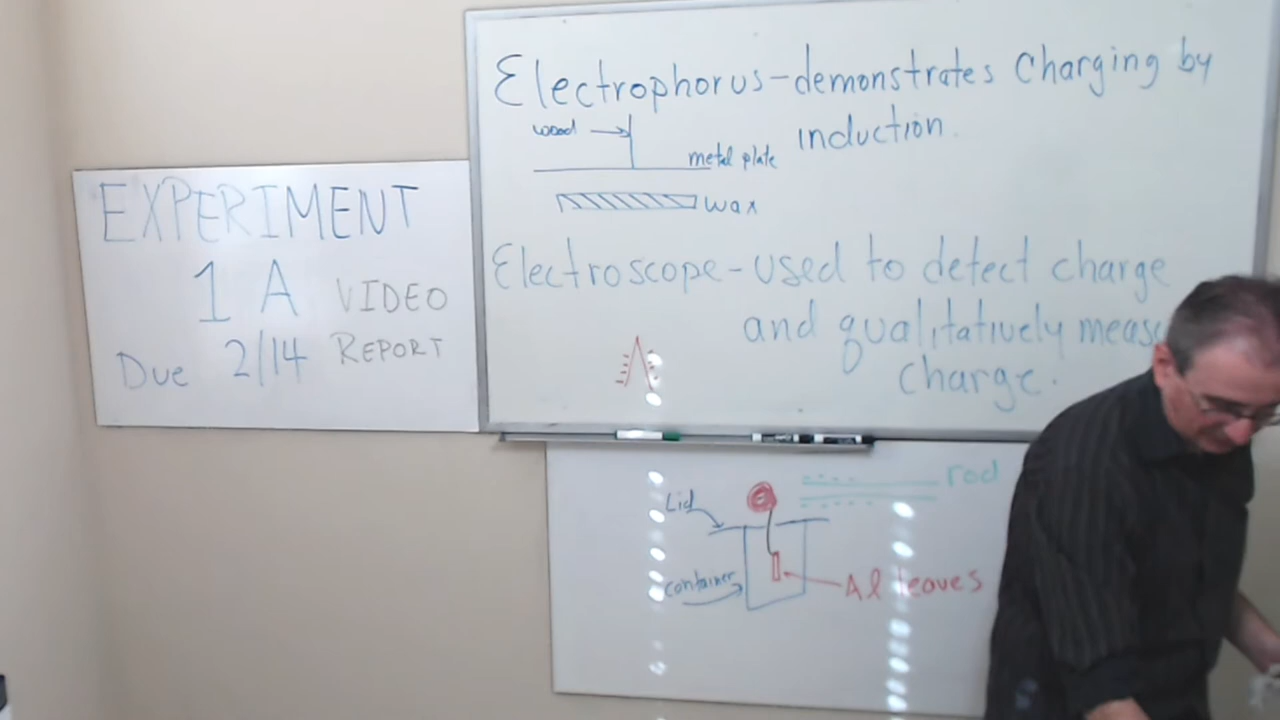 EXPERIMENT
1 A VIDEO
Due 2/14 REPORT
Electrophorus-demonstrates Charging by
induction.
wood
metal plate
wax
Electroscope-used to detect charge
and qualitatively
charge.
rod
Lid
container
Al leaves